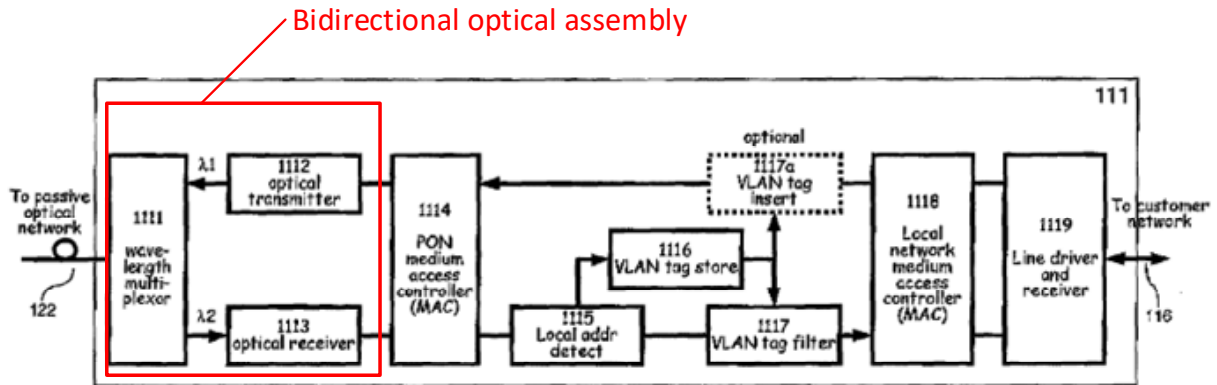 Bidirectional optical assembly
111
optional
λ1
1112
optical
transmitter
1117a
VLAN tag
insert
To passive
optical
network
1111
wave-
length
multi-
plexor
1114
PON
medium
access
controller
(MAC)
1116
VLAN tag store
1118
Local
network
medium
access
controller
(MAC)
1119
Line driver
and
receiver
To customer
network
122
λ2
1113
optical receiver
1115
Local addr
detect
1117
VLAN tag filter
116